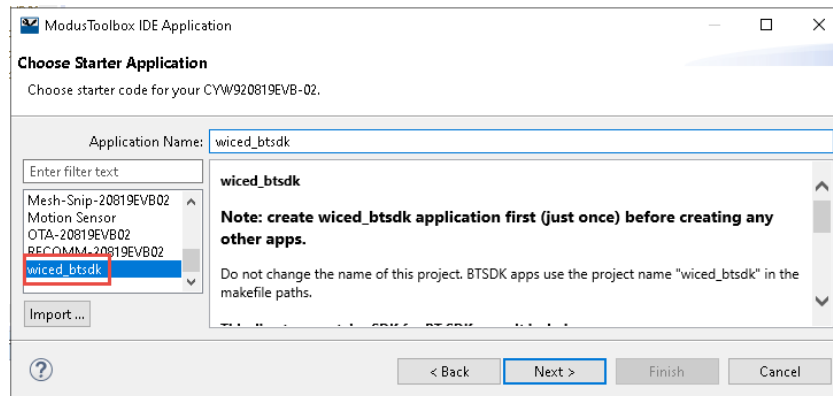 ModusToolbox IDE Application
Choose Starter Application
Choose starter code for your CYW920819EVB-02.
Application Name:
wiced_btsdk
Enter filter text
Mesh-Snip-20819EVB02
Motion Sensor
OTA-20819EVB02
RECOMM-20819EVB02
wiced_btsdk
Import ...
wiced_btsdk
Note: create wiced_btsdk application first (just once) before creating any
other apps.
Do not change the name of this project. BTSDK apps use the project name "wiced_btsdk" in the
makefile paths.
?
< Back
Next >
Finish
Cancel